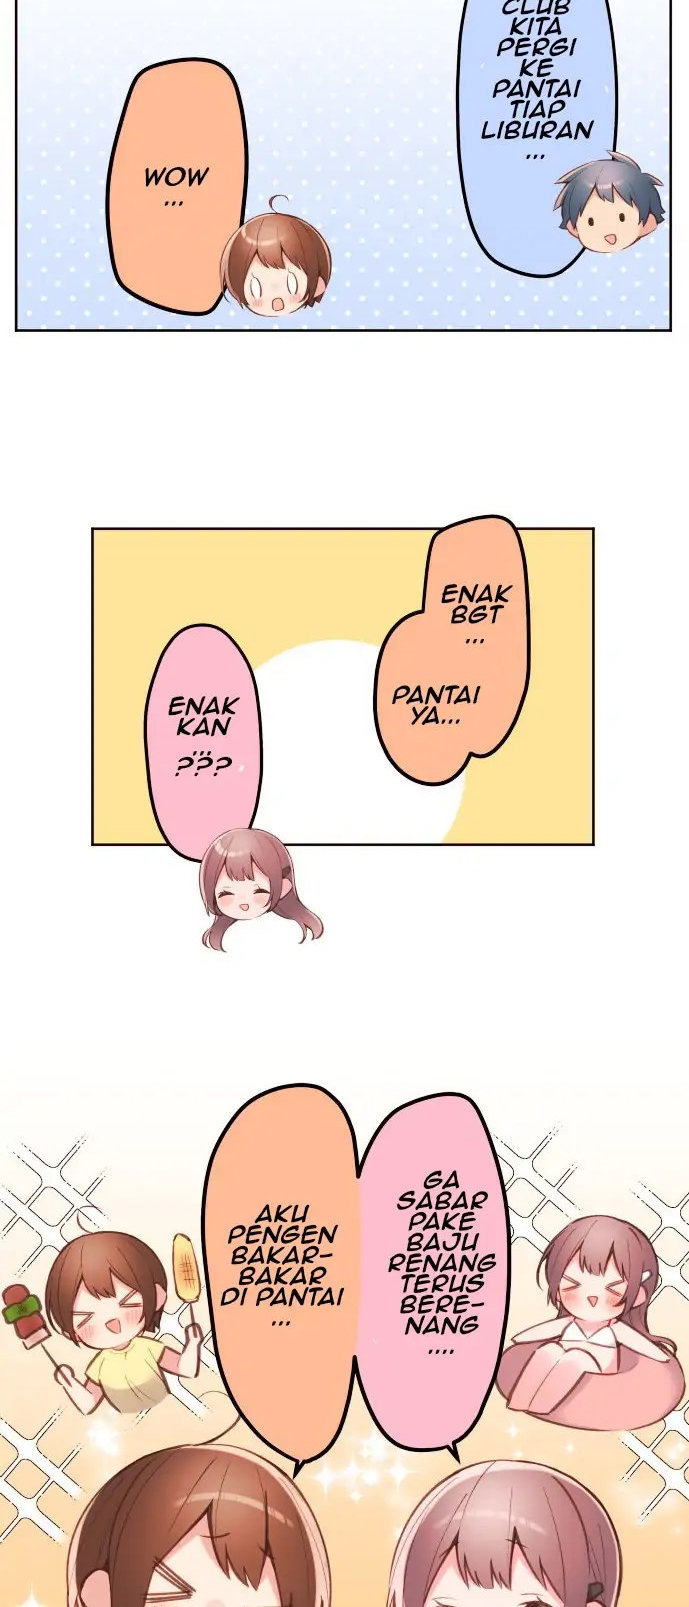 CLUB
KITA
PERGI
KE
PANTAI
TIAP
LIBURAN
...
WOW
...
ENAK
BGT
...
PANTAI
YA...
ENAK
KAN
...
???
GA
SABAR
PAKE
BAJU
RENANG
TERUS
BERE-
NANG
....
AKU
PENGEN
BAKAR-
BAKAR
DI PANTAI
...